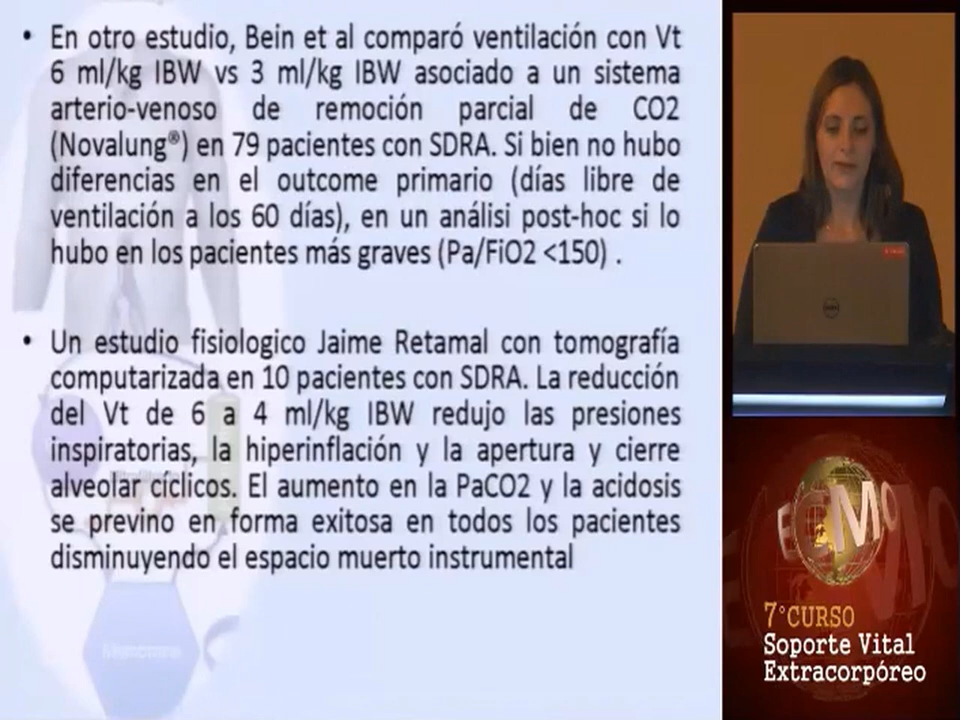 • En otro estudio, Bein et al comparó ventilación con Vt
6 ml/kg IBW vs 3 ml/kg IBW asociado a un sistema
arterio-venoso de remoción parcial de CO2
(Novalung®) en 79 pacientes con SDRA. Si bien no hubo
diferencias en el outcome primario (días libre de
ventilación a los 60 días), en un análisi post-hoc si lo
hubo en los pacientes más graves (Pa/FiO2 <150) .
• Un estudio fisiologico Jaime Retamal con tomografía
computarizada en 10 pacientes con SDRA. La reducción
del Vt de 6 a 4 ml/kg IBW redujo las presiones
inspiratorias, la hiperinflación y la apertura y cierre
alveolar cíclicos. El aumento en la PaCO2 y la acidosis
se previno en forma exitosa en todos los pacientes
disminuyendo el espacio muerto instrumental
DELL
ECMO
7°CURSO
Soporte Vital
Extracorpóreo